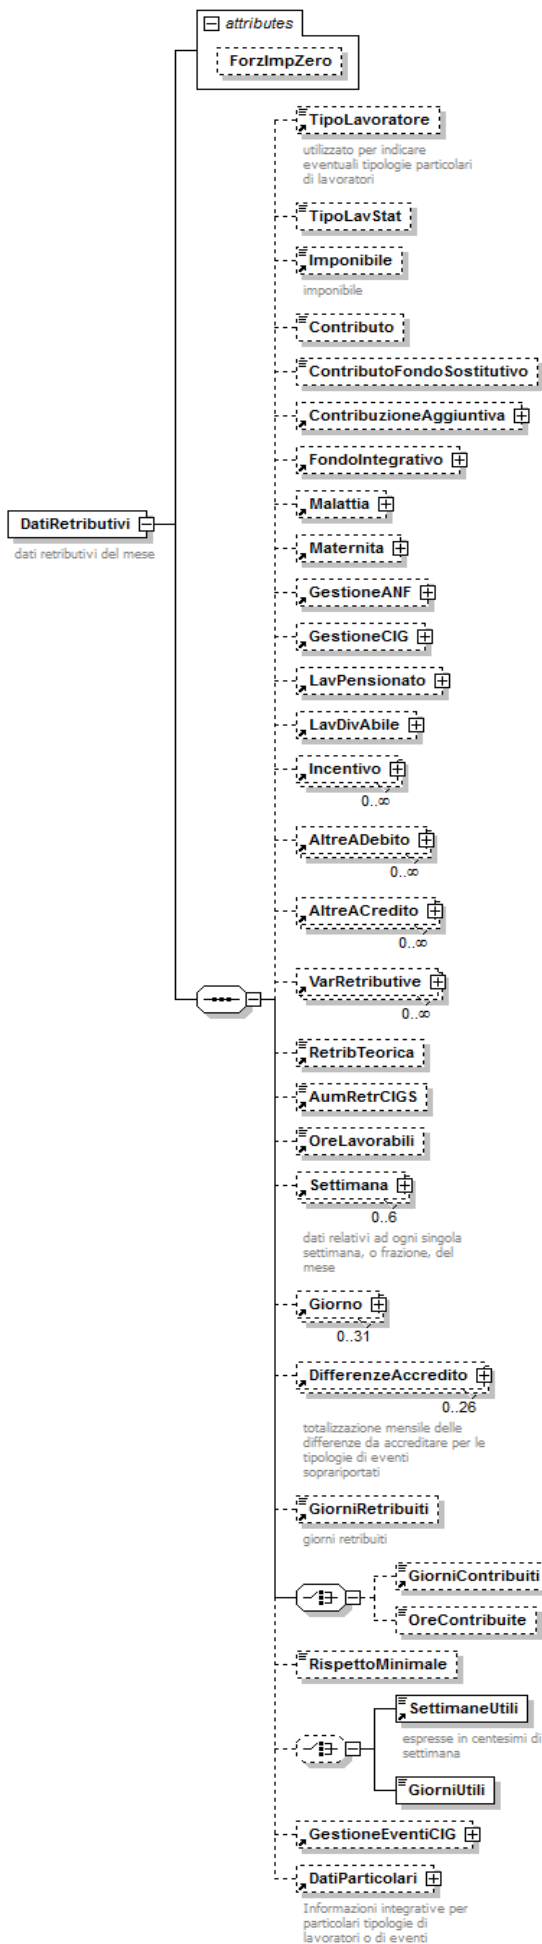 attributes
ForzImpZero
TipoLavoratore
utilizzato per indicare
eventuali tipologie particolari
di lavoratori
TipoLavStat
Imponibile
imponibile
Contributo
ContributoFondoSostitutivo
ContribuzioneAggiuntiva
FondoIntegrativo
Malattia
DatiRetributivi
dati retributivi del mese
Maternita
GestioneANF
GestioneCIG
LavPensionato
LavDivAbile
Incentivo
0..∞
AltreADebito
0..∞
AltreACredito
0..∞
VarRetributive
0..∞
RetribTeorica
AumRetrCIGS
OreLavorabili
Settimana
0..6
dati relativi ad ogni singola
settimana, o frazione, del
mese
Giorno
0..31
DifferenzeAccredito
0..26
totalizzazione mensile delle
differenze da accreditare per le
tipologie di eventi
soprariportati
GiorniRetribuiti
giorni retribuiti
GiorniContribuiti
OreContribuite
RispettoMinimale
SettimaneUtili
espresse in centesimi di
settimana
GiorniUtili
GestioneEventiCIG
DatiParticolari
Informazioni integrative per
particolari tipologie di
lavoratori o di eventi